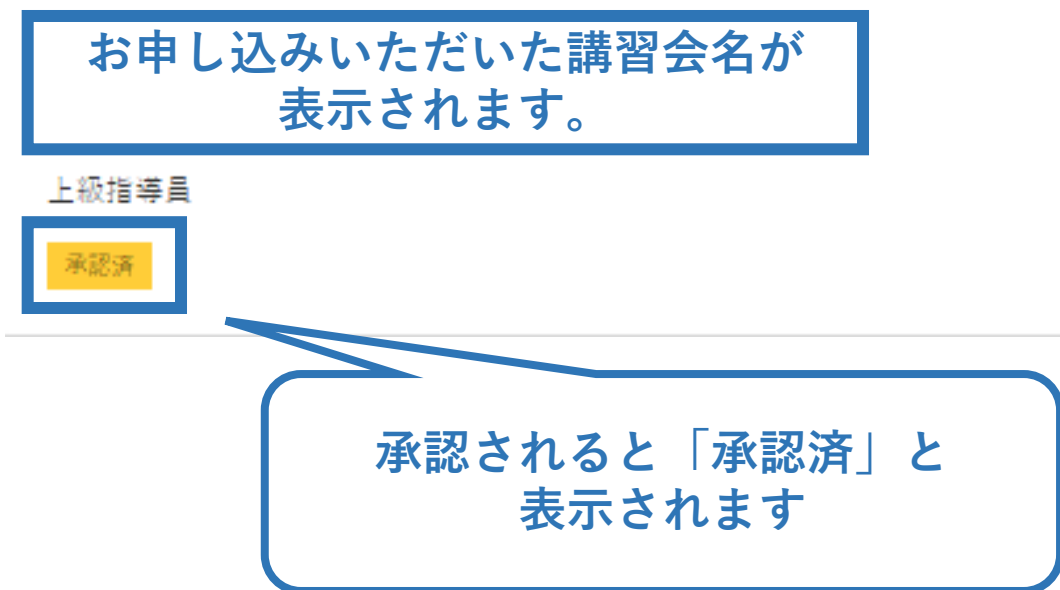 お申し込みいただいた講習会名が
表示されます。
上級指導員
承認済
承認されると「承認済」と
表示されます